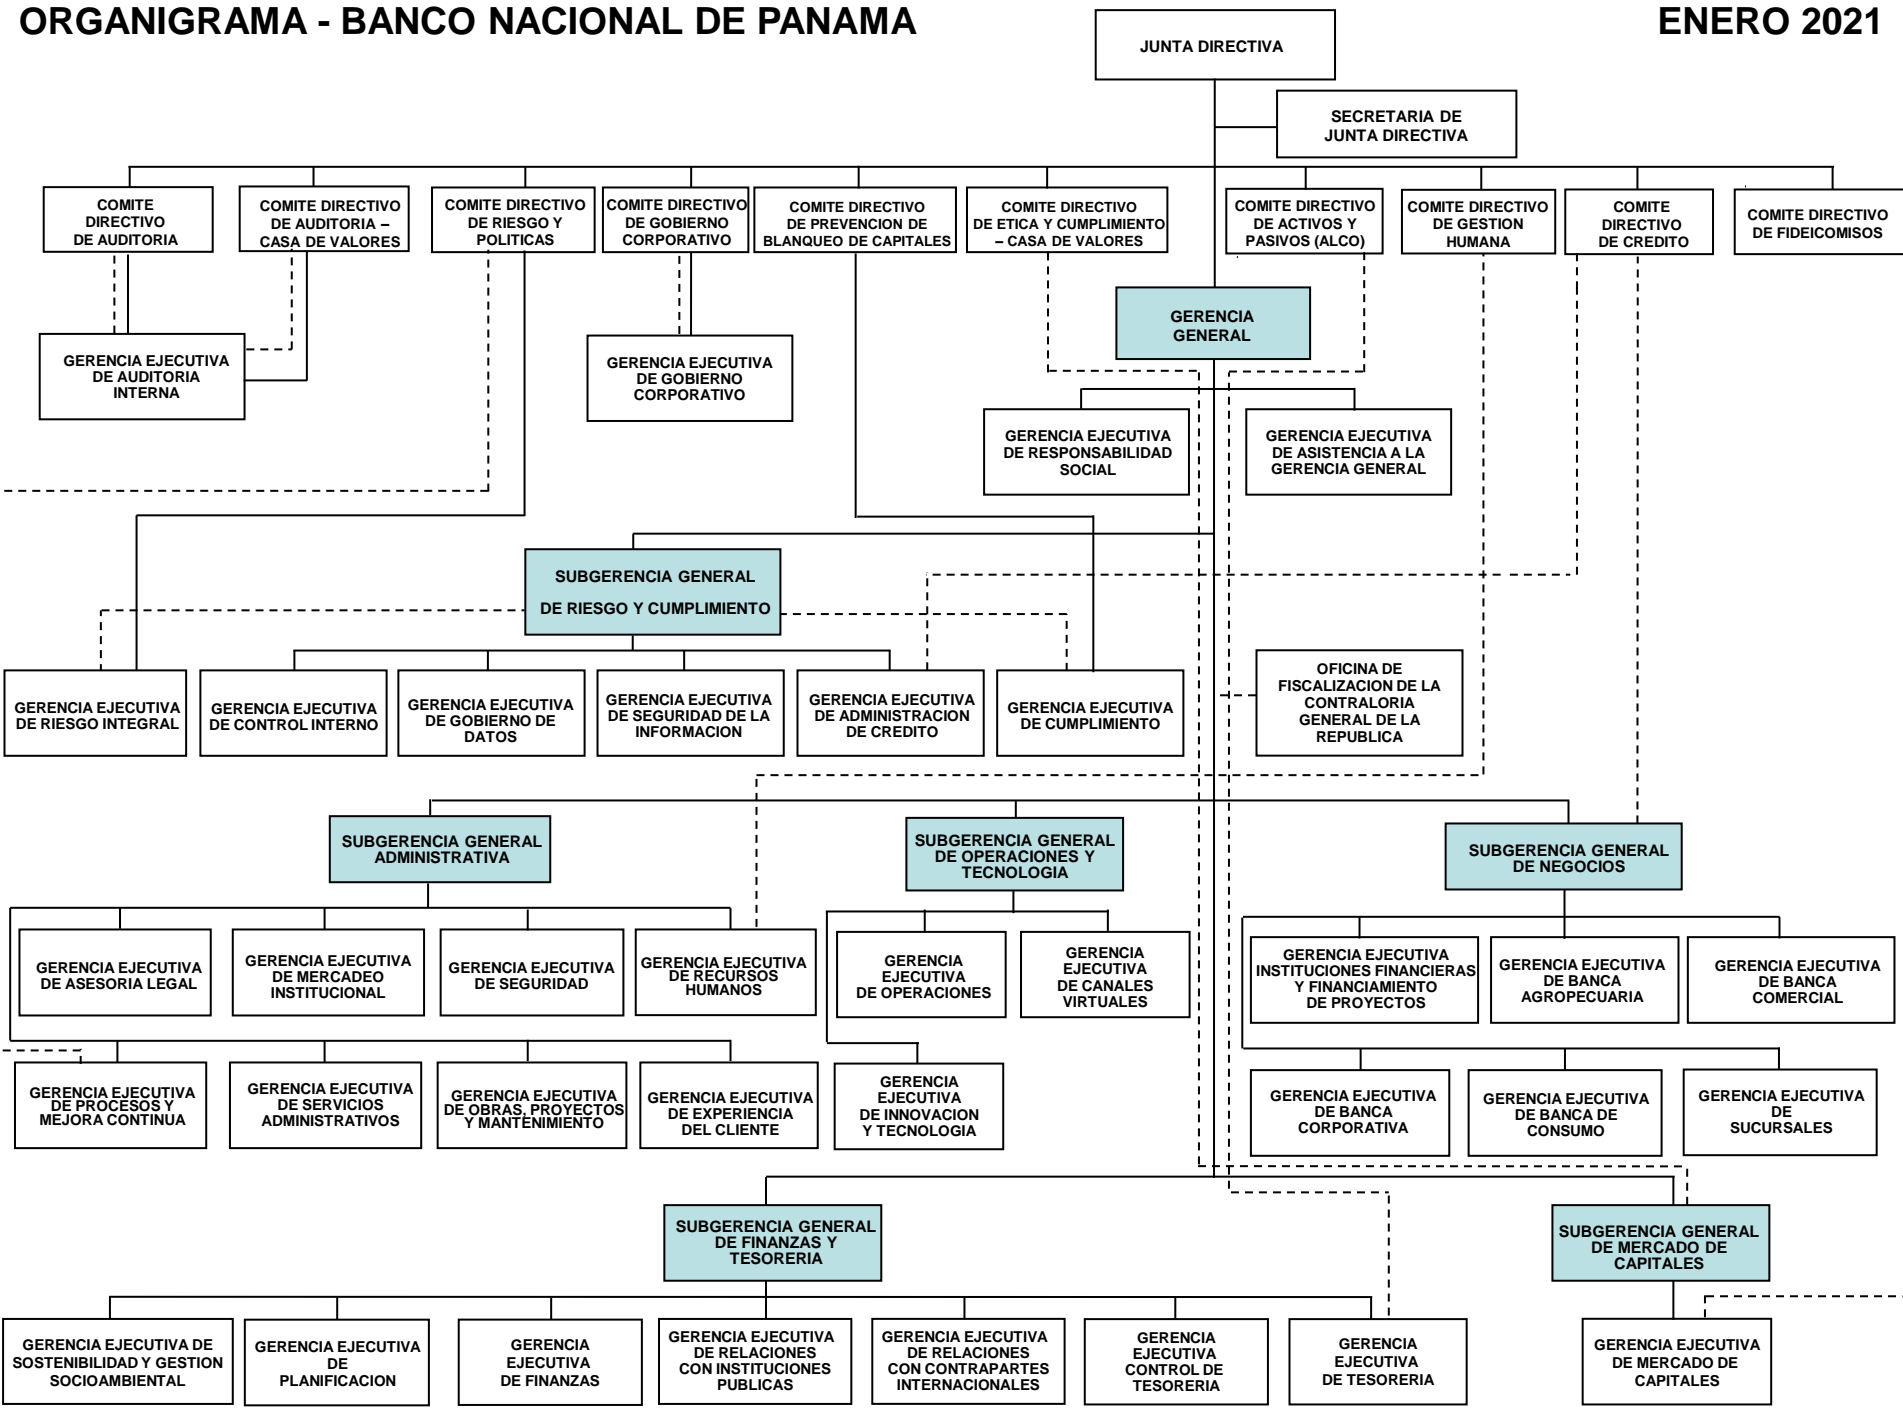 ORGANIGRAMA - BANCO NACIONAL DE PANAMA
ENERO 2021
JUNTA DIRECTIVA
SECRETARIA DE
JUNTA DIRECTIVA
COMITE
DIRECTIVO
DE AUDITORIA
COMITE DIRECTIVO
DE AUDITORIA –
CASA DE VALORES
COMITE DIRECTIVO
DE RIESGO Y
POLITICAS
COMITE DIRECTIVO
DE GOBIERNO
CORPORATIVO
COMITE DIRECTIVO
DE PREVENCION DE
BLANQUEO DE CAPITALES
COMITE DIRECTIVO
DE ETICA Y CUMPLIMIENTO
– CASA DE VALORES
COMITE DIRECTIVO
DE ACTIVOS Y
PASIVOS (ALCO)
COMITE DIRECTIVO
DE GESTION
HUMANA
COMITE
DIRECTIVO
DE CREDITO
COMITE DIRECTIVO
DE FIDEICOMISOS
GERENCIA
GENERAL
GERENCIA EJECUTIVA
DE AUDITORIA
INTERNA
GERENCIA EJECUTIVA
DE GOBIERNO
CORPORATIVO
GERENCIA EJECUTIVA
DE RESPONSABILIDAD
SOCIAL
GERENCIA EJECUTIVA
DE ASISTENCIA A LA
GERENCIA GENERAL
SUBGERENCIA GENERAL
DE RIESGO Y CUMPLIMIENTO
GERENCIA EJECUTIVA
DE RIESGO INTEGRAL
GERENCIA EJECUTIVA
DE CONTROL INTERNO
GERENCIA EJECUTIVA
DE GOBIERNO DE
DATOS
GERENCIA EJECUTIVA
DE SEGURIDAD DE LA
INFORMACION
GERENCIA EJECUTIVA
DE ADMINISTRACION
DE CREDITO
GERENCIA EJECUTIVA
DE CUMPLIMIENTO
OFICINA DE
FISCALIZACION DE LA
CONTRALORIA
GENERAL DE LA
REPUBLICA
SUBGERENCIA GENERAL
ADMINISTRATIVA
SUBGERENCIA GENERAL
DE OPERACIONES Y
TECNOLOGIA
SUBGERENCIA GENERAL
DE NEGOCIOS
GERENCIA EJECUTIVA
DE ASESORIA LEGAL
GERENCIA EJECUTIVA
DE MERCADEO
INSTITUCIONAL
GERENCIA EJECUTIVA
DE SEGURIDAD
GERENCIA EJECUTIVA
DE RECURSOS
HUMANOS
GERENCIA
EJECUTIVA
DE OPERACIONES
GERENCIA
EJECUTIVA
DE CANALES
VIRTUALES
GERENCIA EJECUTIVA
INSTITUCIONES FINANCIERAS
Y FINANCIAMIENTO
DE PROYECTOS
GERENCIA EJECUTIVA
DE BANCA
AGROPECUARIA
GERENCIA EJECUTIVA
DE BANCA
COMERCIAL
GERENCIA EJECUTIVA
DE PROCESOS Y
MEJORA CONTINUA
GERENCIA EJECUTIVA
DE SERVICIOS
ADMINISTRATIVOS
GERENCIA EJECUTIVA
DE OBRAS, PROYECTOS
Y MANTENIMIENTO
GERENCIA EJECUTIVA
DE EXPERIENCIA
DEL CLIENTE
GERENCIA
EJECUTIVA
DE INNOVACION
Y TECNOLOGIA
GERENCIA EJECUTIVA
DE BANCA
CORPORATIVA
GERENCIA EJECUTIVA
DE BANCA DE
CONSUMO
GERENCIA EJECUTIVA
DE
SUCURSALES
SUBGERENCIA GENERAL
DE FINANZAS Y
TESORERIA
SUBGERENCIA GENERAL
DE MERCADO DE
CAPITALES
GERENCIA EJECUTIVA DE
SOSTENIBILIDAD Y GESTION
SOCIOAMBIENTAL
GERENCIA EJECUTIVA
DE
PLANIFICACION
GERENCIA
EJECUTIVA
DE FINANZAS
GERENCIA EJECUTIVA
DE RELACIONES
CON INSTITUCIONES
PUBLICAS
GERENCIA EJECUTIVA
DE RELACIONES
CON CONTRAPARTES
INTERNACIONALES
GERENCIA
EJECUTIVA
CONTROL DE
TESORERIA
GERENCIA
EJECUTIVA
DE TESORERIA
GERENCIA EJECUTIVA
DE MERCADO DE
CAPITALES